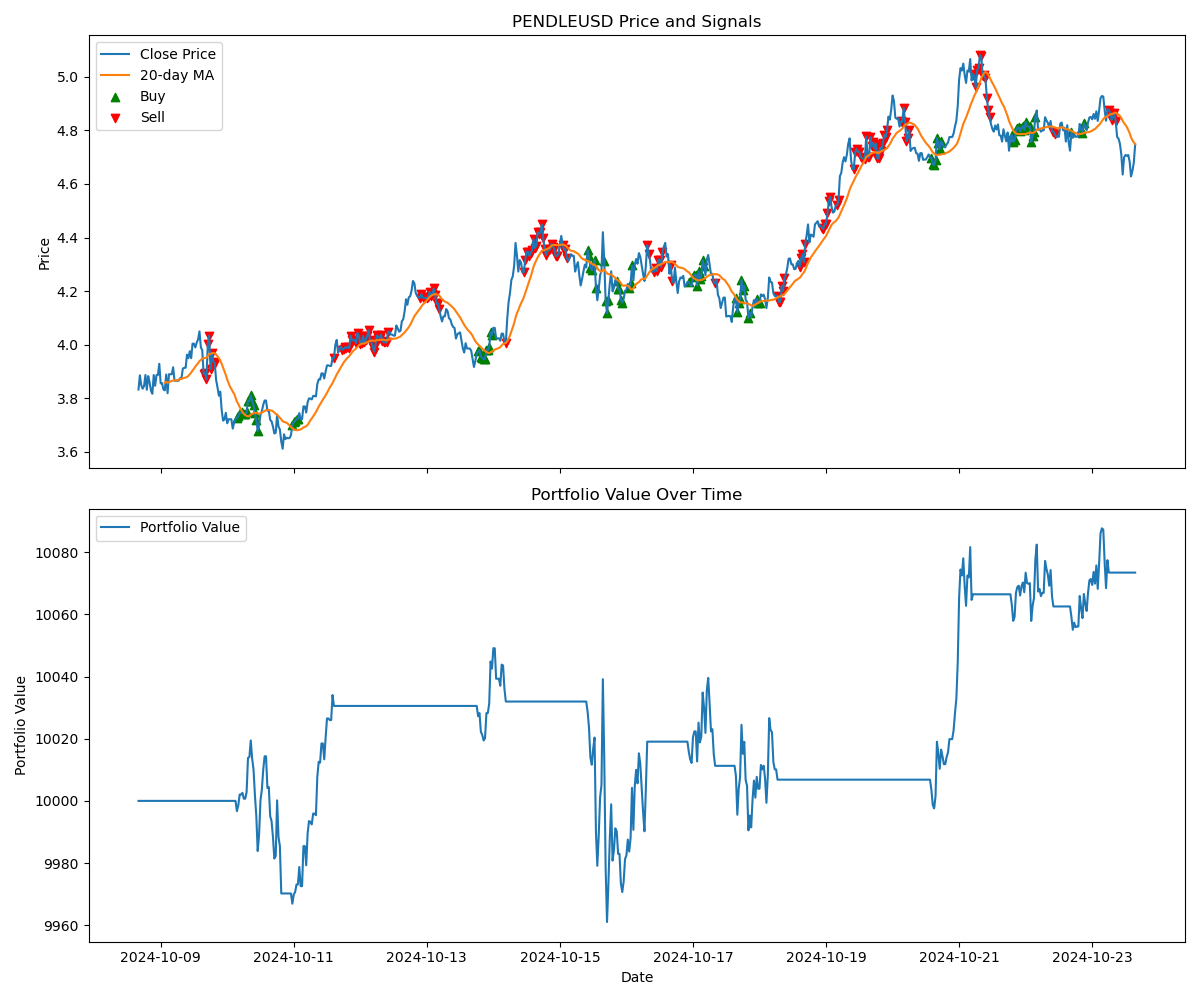 PENDLEUSD Price and Signals
Close Price
20-day MA
Buy
Sell
Price
5.0
4.8
4.6
4.4
4.2
4.0
3.8
3.6
Portfolio Value Over Time
Portfolio Value
Portfolio Value
10080
10060
10040
10020
10000
9980
9960
2024-10-09 2024-10-11 2024-10-13 2024-10-15 2024-10-17 2024-10-19 2024-10-21 2024-10-23
Date